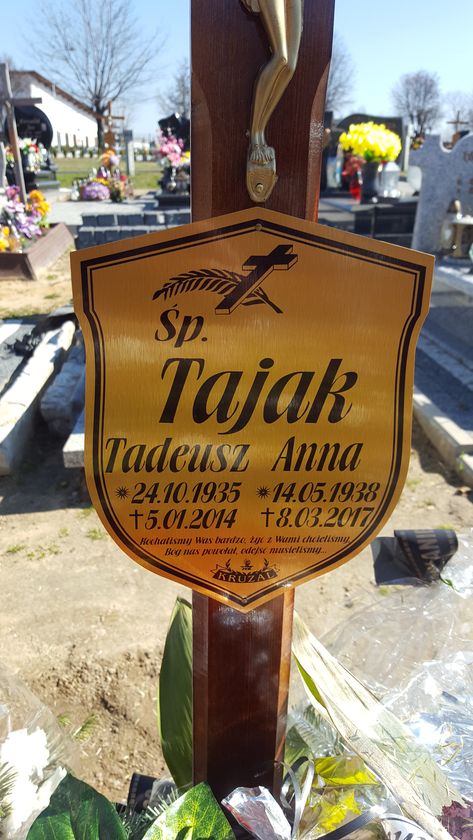 Śp.
Tajak
Tadeusz Anna
*24.10.1935 *14.05.1938
†5.01.2014 †8.03.2017
Kochaliśmy Was bardzo, żyć z Wami chcieliśmy,
Bóg nas powołał, odejść musieliśmy...
KRUŻAL